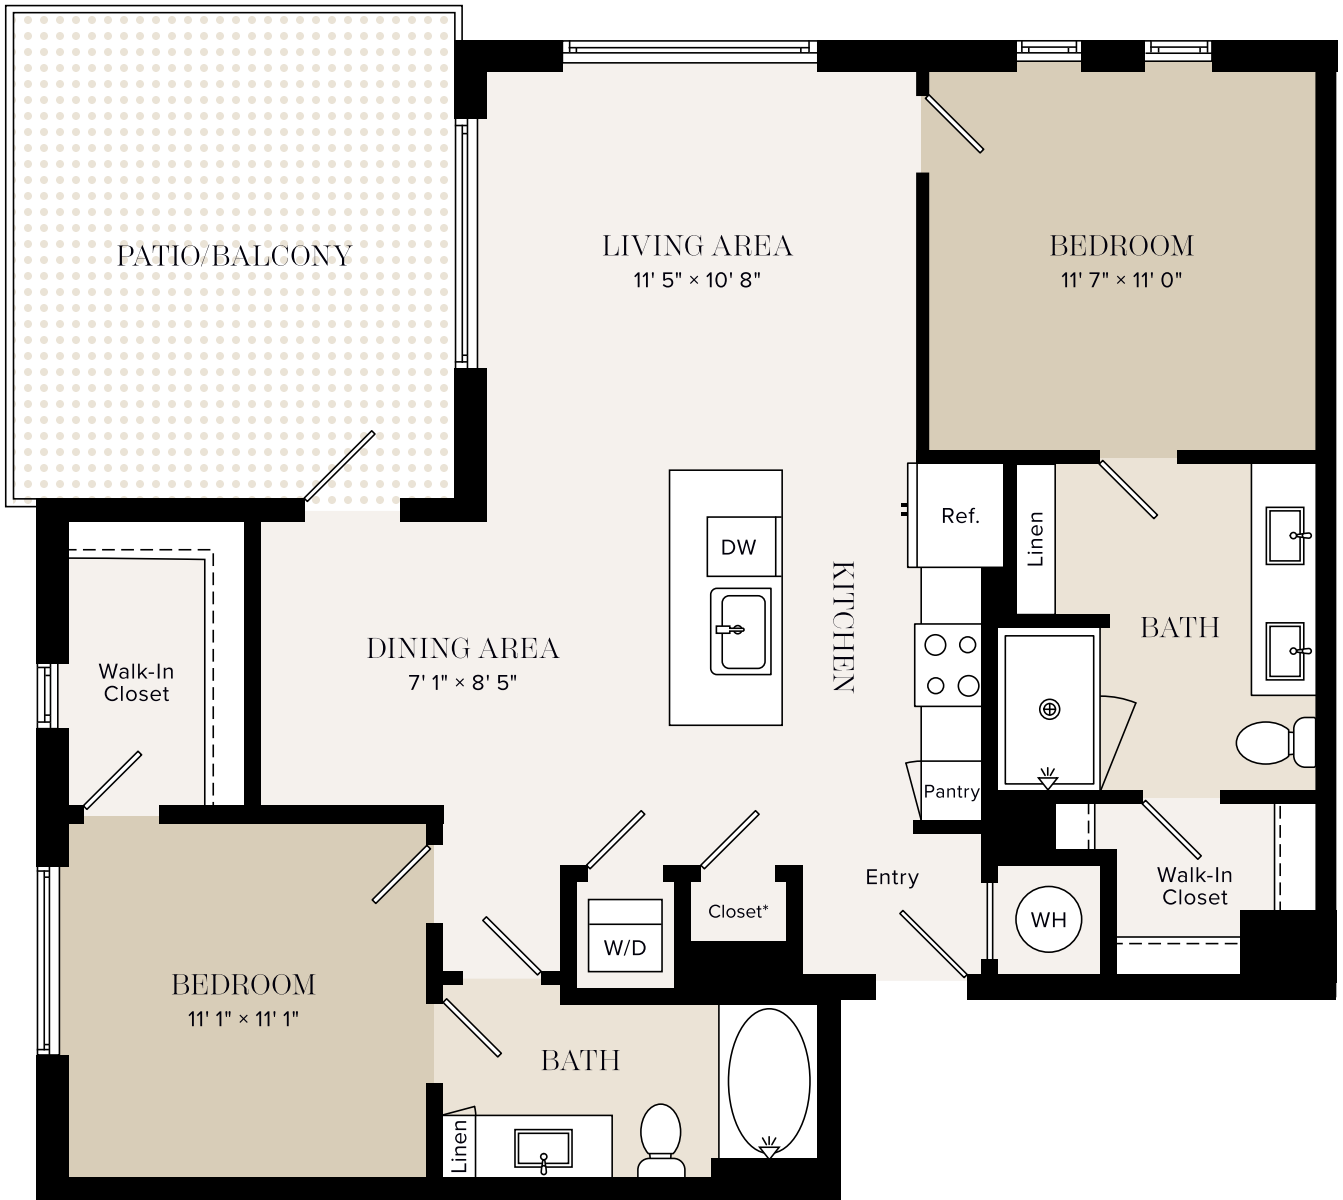 PATIO/BALCONY
LIVING AREA
11' 5" × 10' 8"
BEDROOM
11' 7" × 11' 0"
Ref.
Linen
DW
KITCHEN
BATH
DINING AREA
7' 1" × 8' 5"
Walk-In
Closet
Pantry
Entry
Walk-In
Closet
Closet*
WH
W/D
BEDROOM
11' 1" × 11' 1"
BATH
Linen